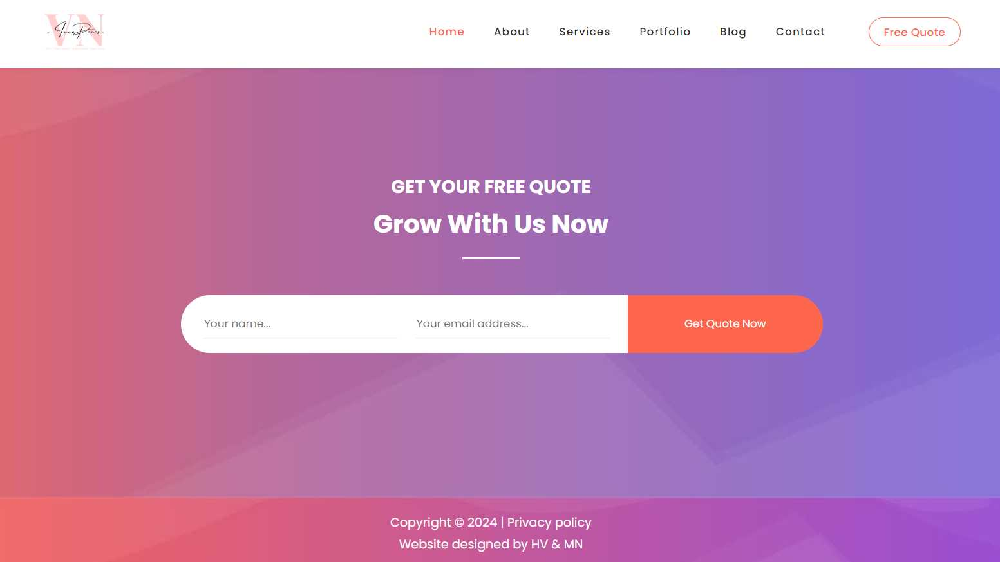 VN
Home About Services Portfolio Blog Contact Free Quote
GET YOUR FREE QUOTE
Grow With Us Now
Your name... Your email address... Get Quote Now
Copyright © 2024 | Privacy policy
Website designed by HV & MN